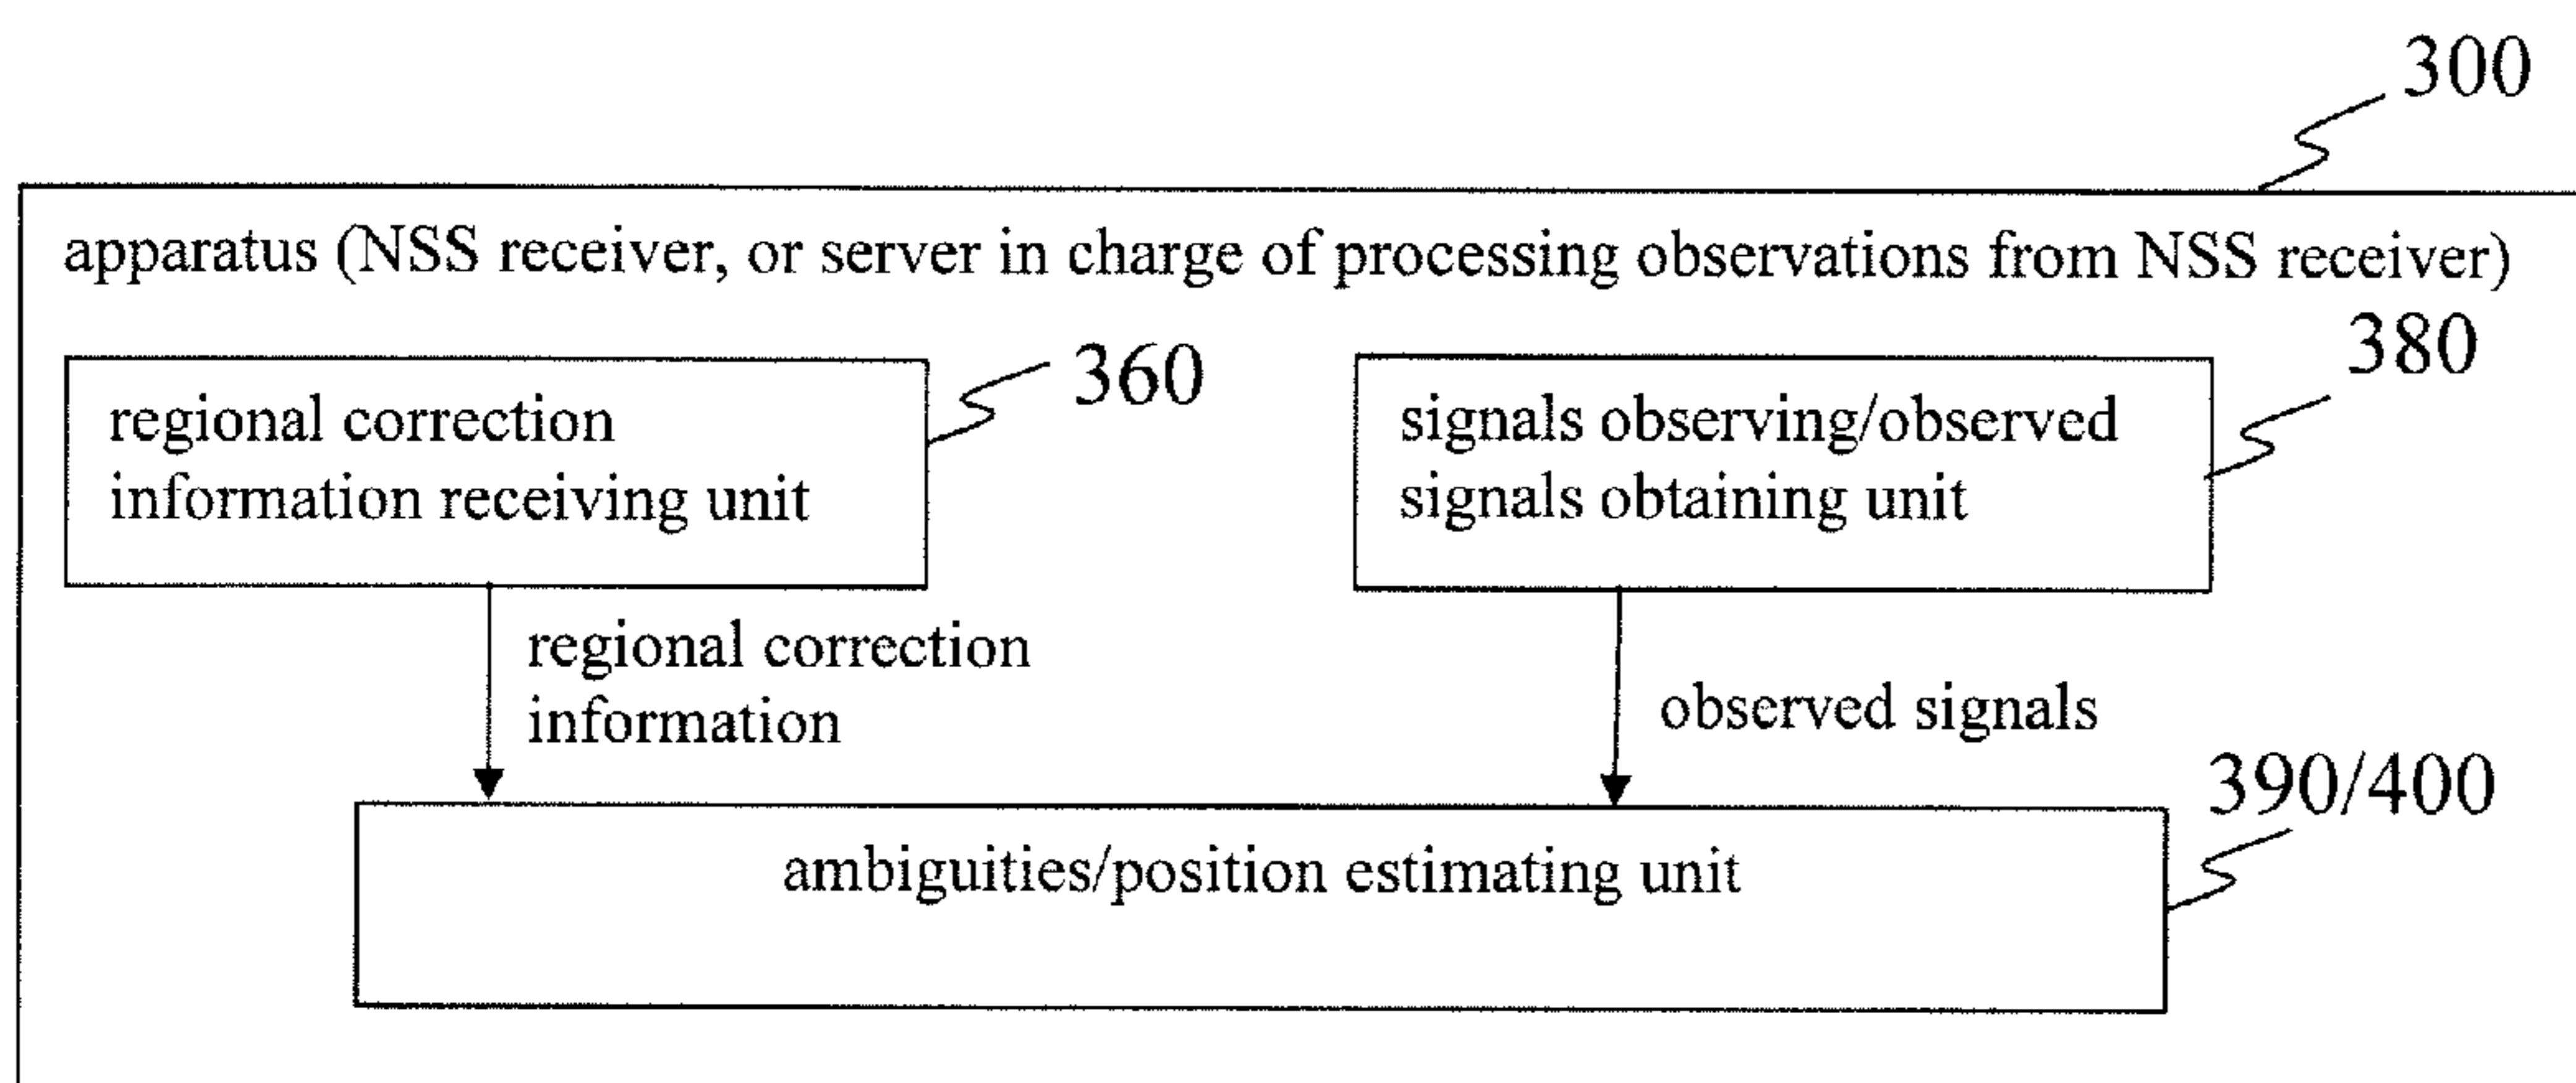 300
apparatus (NSS receiver, or server in charge of processing observations from NSS receiver)
360
380
regional correction
information receiving unit
signals observing/observed
signals obtaining unit
regional correction
information
observed signals
390/400
ambiguities/position estimating unit